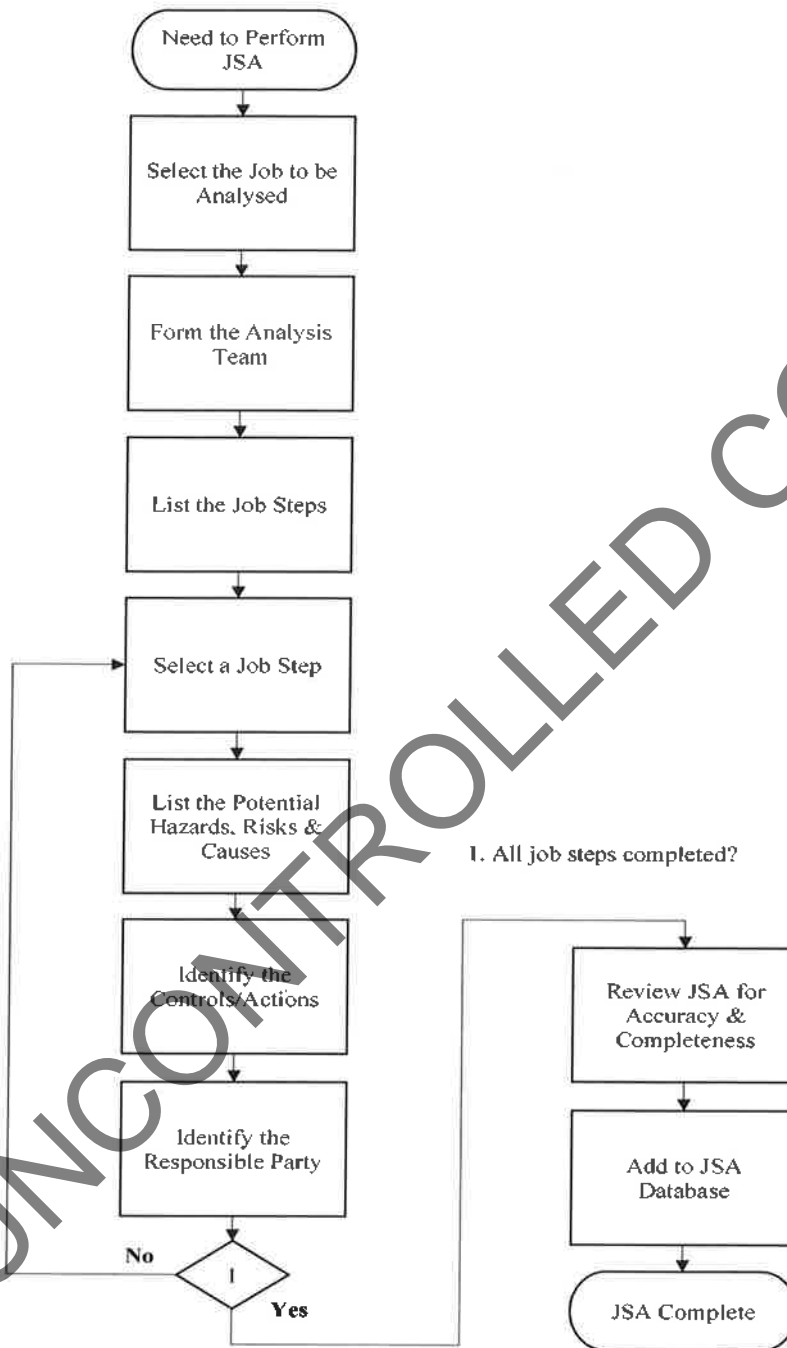 Need to Perform
JSA
Select the Job to be
Analysed
Form the Analysis
Team
List the Job Steps
Select a Job Step
List the Potential
Hazards, Risks &
Causes
Identify the
Controls/Actions
Identify the
Responsible Party
No
1
Yes
1. All job steps completed?
Review JSA for
Accuracy &
Completeness
Add to JSA
Database
JSA Complete
UNCONTROLLED